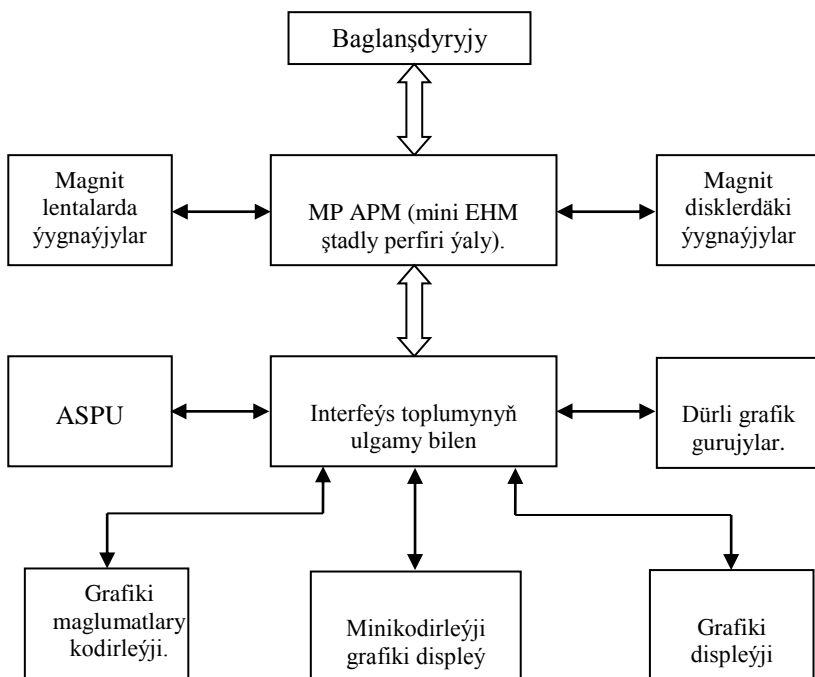 Baglanşdyryjy
Magnit
lentalarda
ýygnaýjylar
MP APM (mini EHM
ştadly perfiri ýaly).
Magnit
disklerdäki
ýygnaýjylar
ASPU
Interfeýs toplumynyň
ulgamy bilen
Dürli grafik
gurujylar.
Grafiki
maglumatlary
kodirleýji.
Minikodirleýji
grafiki displeý
Grafiki
displeýji